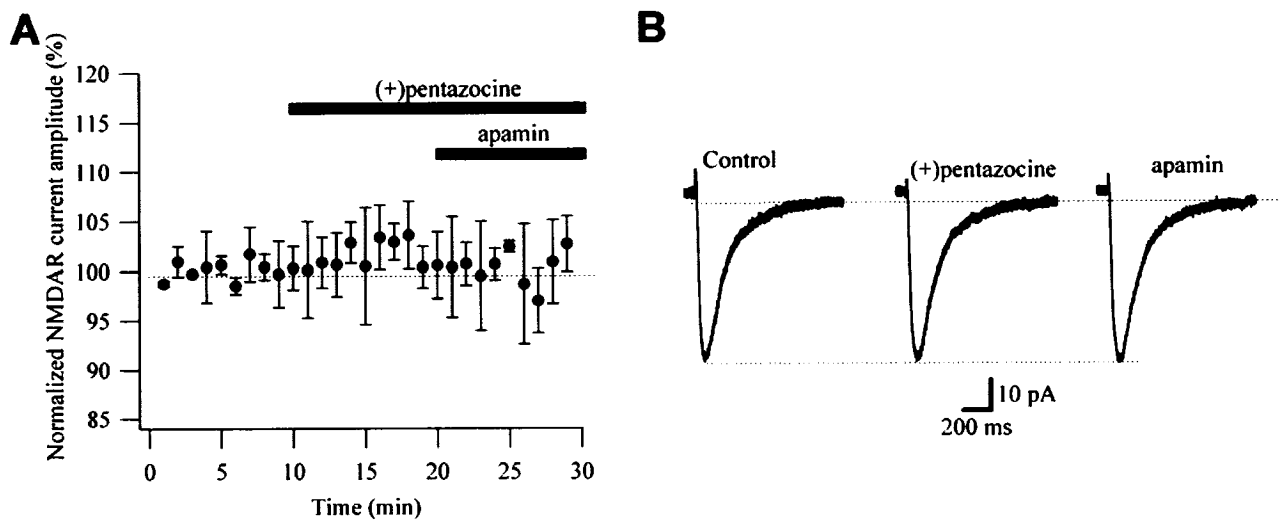 A
B
Normalized NMDAR current amplitude (%)
120
115
110
105
100
95
90
85
(+)pentazocine
apamin
0 5 10 15 20 25 30
Time (min)
Control
(+)pentazocine
apamin
10 pA
200 ms